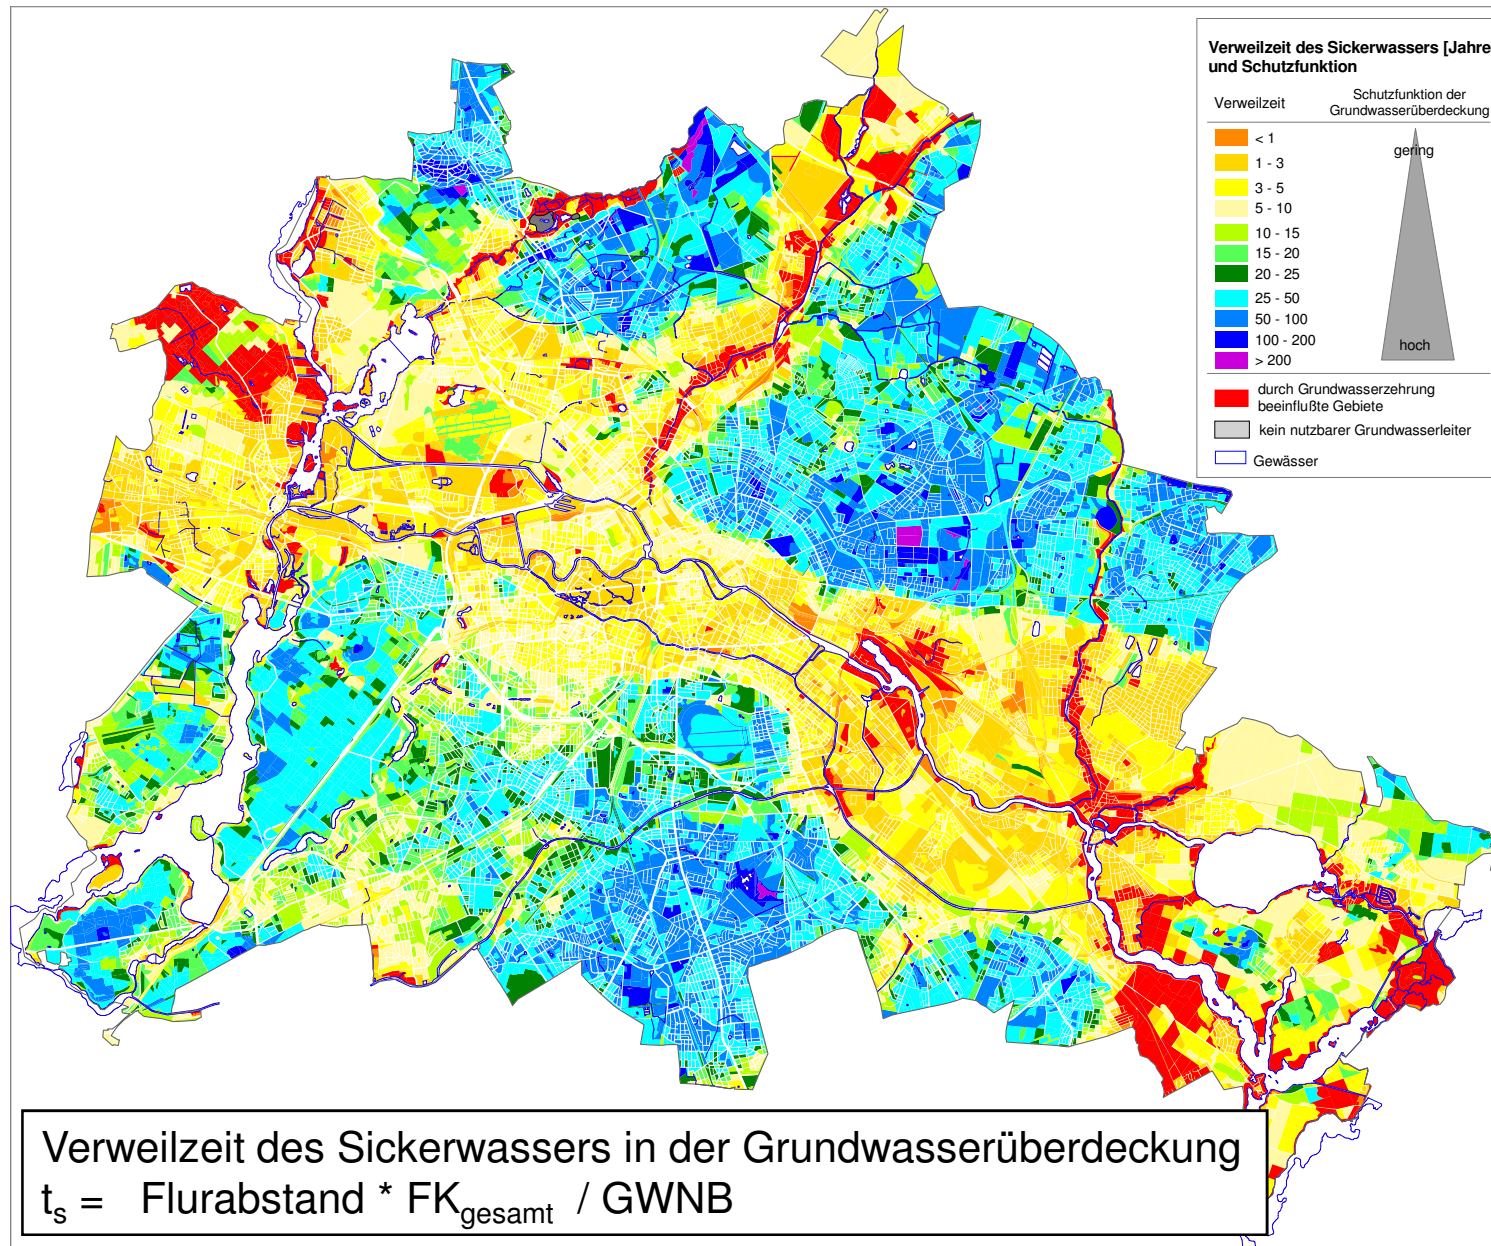 Verweilzeit des Sickerwassers [Jahre
und Schutzfunktion
Verweilzeit
Schutzfunktion der
Grundwasserüberdeckung
< 1
1 - 3
3 - 5
5 - 10
10 - 15
15 - 20
20 - 25
25 - 50
50 - 100
100 - 200
> 200
gering
hoch
durch Grundwasserzehrung
beeinflußte Gebiete
kein nutzbarer Grundwasserleiter
Gewässer
Verweilzeit des Sickerwassers in der Grundwasserüberdeckung
ts = Flurabstand * FKgesamt / GWNB